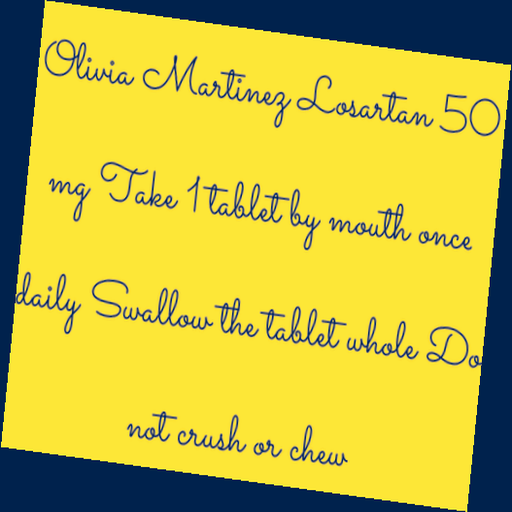 Olivia Martinez Losartan 50
mg Take 1 tablet by mouth once
daily Swallow the tablet whole Do
not crush or chew